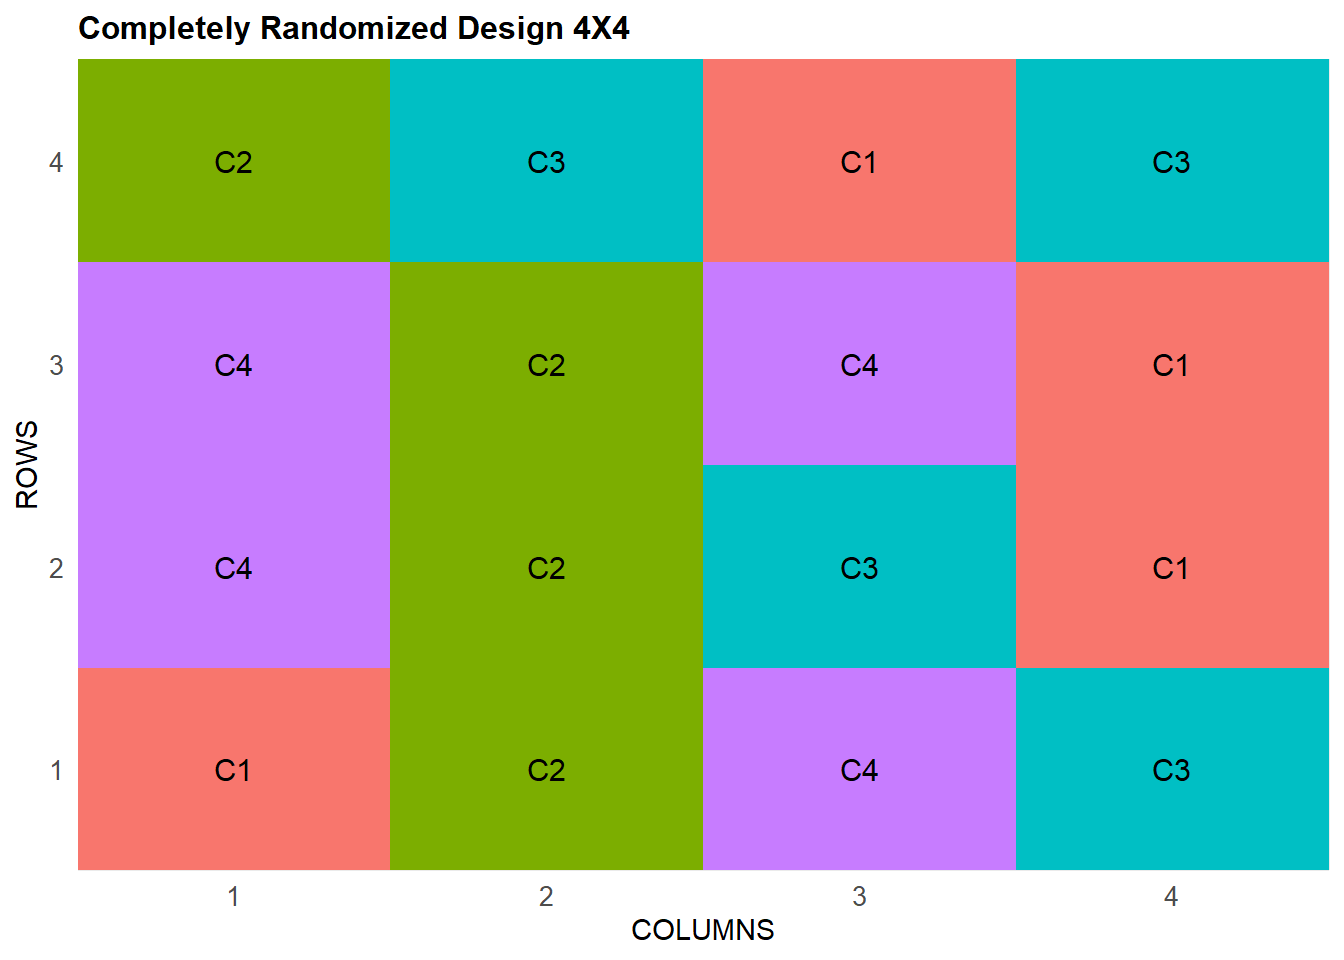 Completely Randomized Design 4X4
4 C2 C3 C1 C3
3 C4 C2 C4 C1
ROWS
2 C4 C2 C3 C1
1 C1 C2 C4 C3
1 2 3 4
COLUMNS